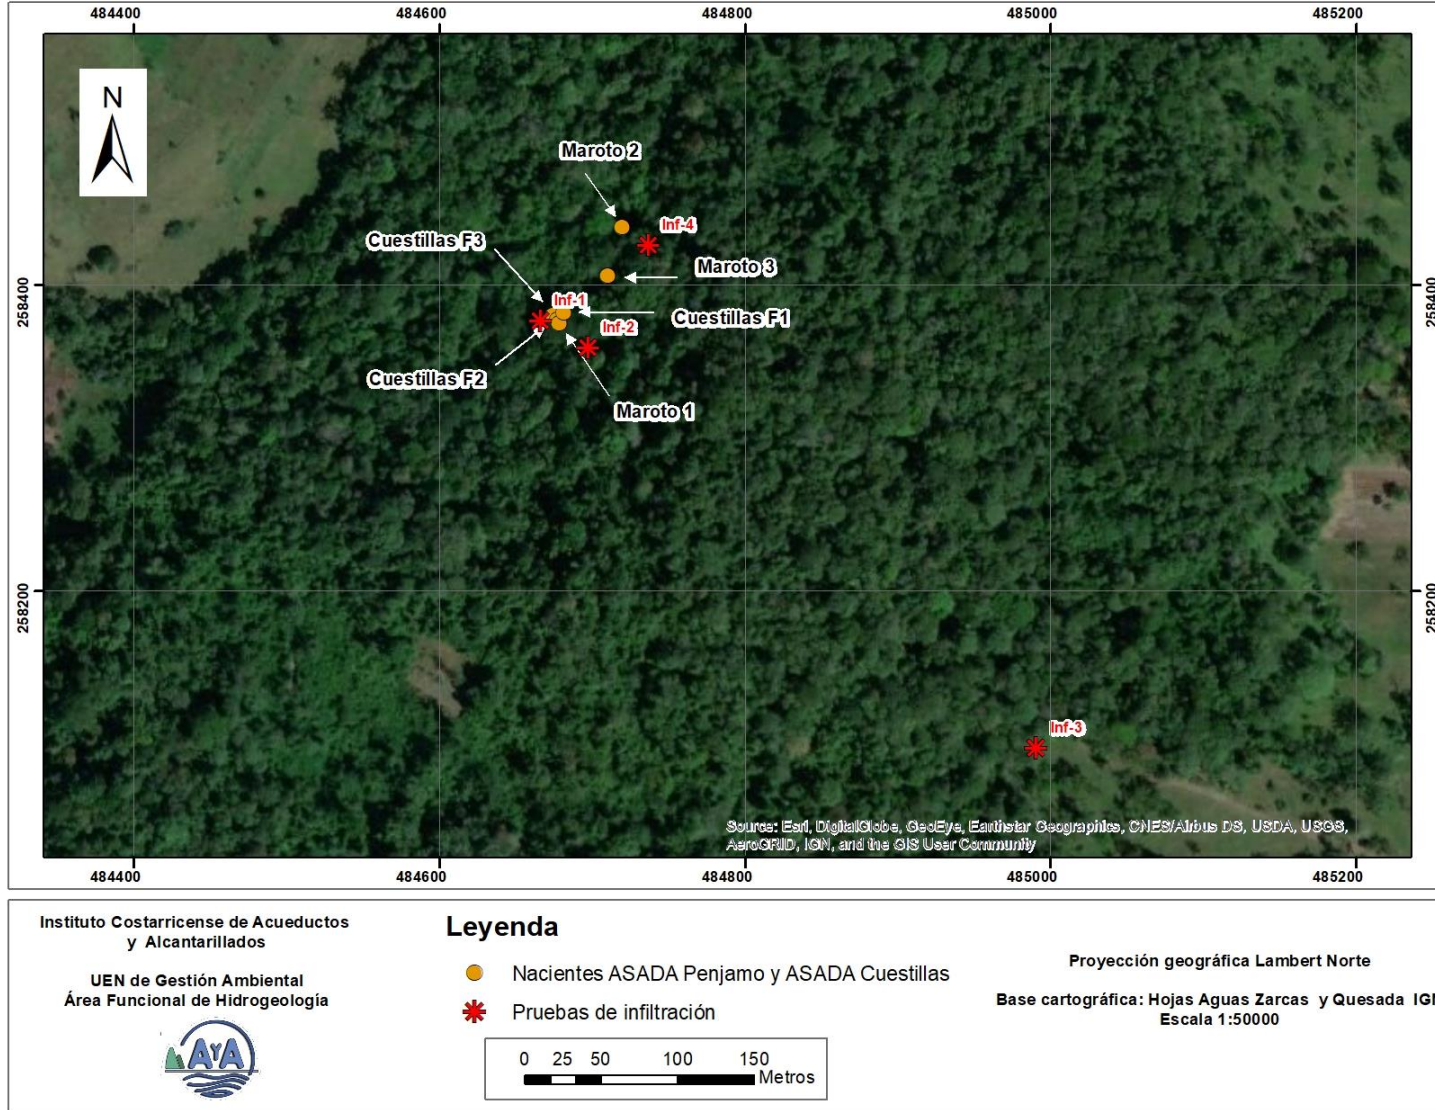 484400 484600 484800 485000 485200
N
Maroto 2
Inf-4
Cuestillas F3
Maroto 3
258400
258400
Inf-1
Cuestillas F1
Inf-2
Cuestillas F2
Maroto 1
258200
258200
Inf-3
Source: Esri, DigitalGlobe, GeoEye, Earthstar Geographics, CNES/Airbus DS, USDA, USGS,
AeroGRID, IGN, and the GIS User Community
484400 484600 484800 485000 485200
Instituto Costarricense de Acueductos
y Alcantarillados
UEN de Gestión Ambiental
Área Funcional de Hidrogeología
AyA
Leyenda
Nacientes ASADA Penjamo y ASADA Cuestillas
Pruebas de infiltración
0 25 50 100 150
Metros
Proyección geográfica Lambert Norte
Base cartográfica: Hojas Aguas Zarcas y Quesada IGN
Escala 1:50000